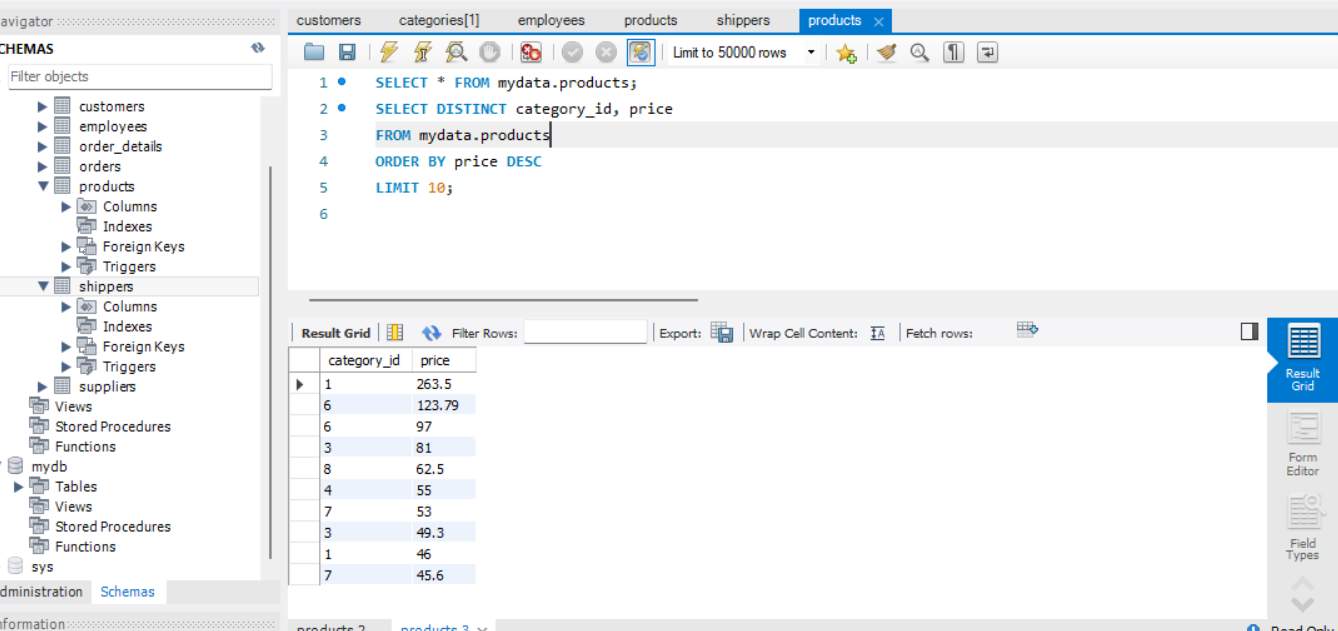 avigator
SCHEMAS
Filter objects
customers
employees
order_details
orders
products
Columns
Indexes
Foreign Keys
Triggers
shippers
Columns
Indexes
Foreign Keys
Triggers
suppliers
Views
Stored Procedures
Functions
mydb
Tables
Views
Stored Procedures
Functions
sys
dministration Schemas
nformation
customers categories[1] employees products shippers products
Limit to 50000 rows
1 SELECT * FROM mydata.products;
2 SELECT DISTINCT category_id, price
3 FROM mydata.products
4 ORDER BY price DESC
5 LIMIT 10;
6
Result Grid Filter Rows: Export: Wrap Cell Content: Fetch rows:
category_id price
1 263.5
6 123.79
6 97
3 81
8 62.5
4 55
7 53
3 49.3
1 46
7 45.6
Result
Grid
Form
Editor
Field
Types
products 2 products 3
Read Only